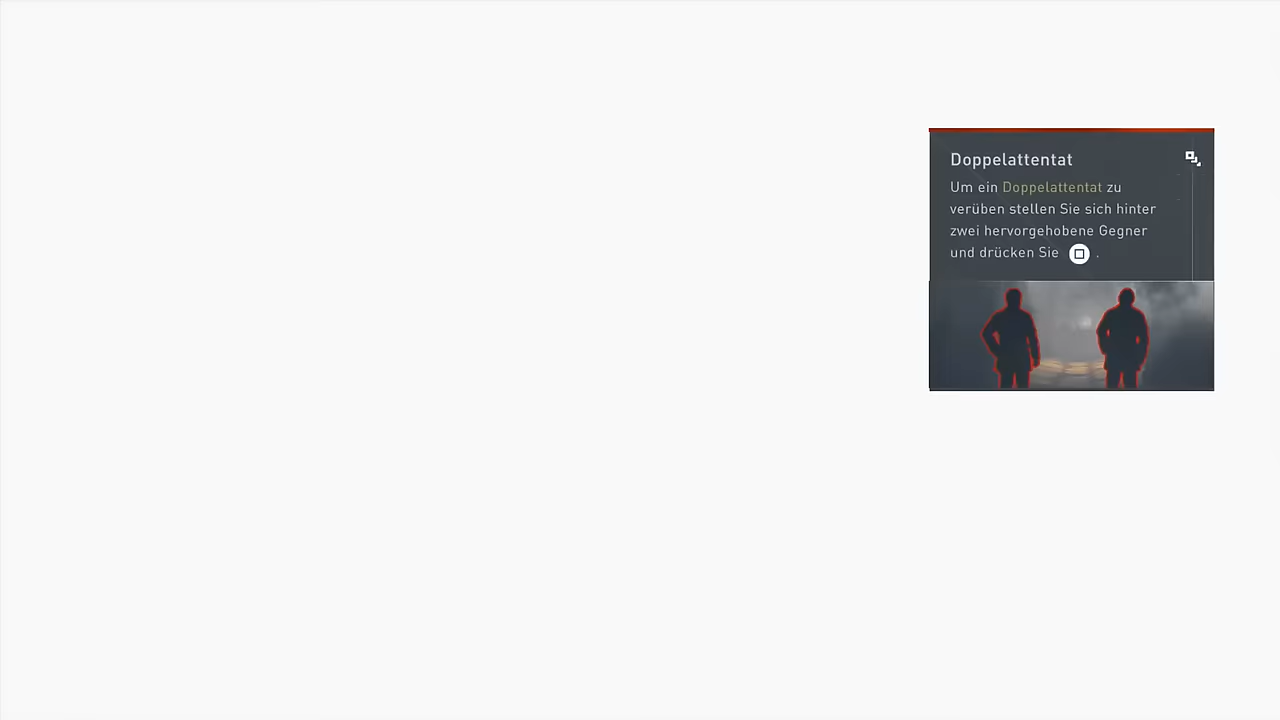 Doppelattentat
Um ein Doppelattentat zu
verüben stellen Sie sich hinter
zwei hervorgehobene Gegner
und drücken Sie .